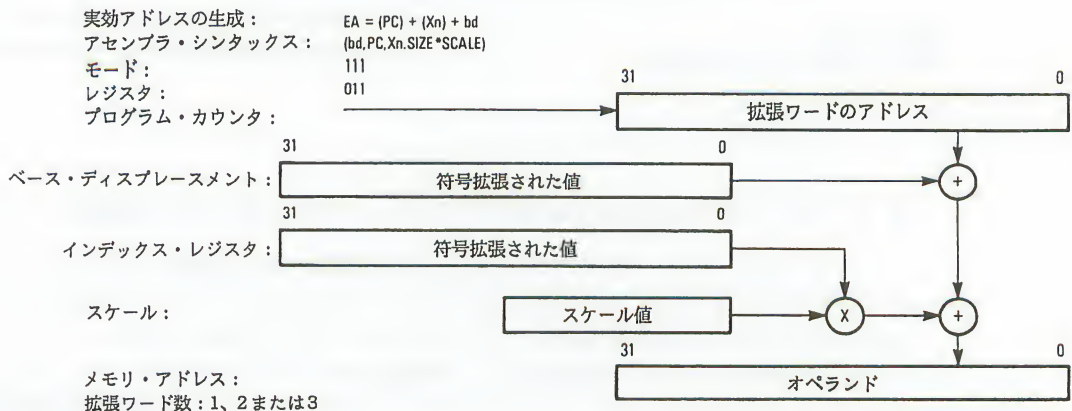 実効アドレスの生成： EA = (PC) + (Xn) + bd
アセンブラ・シンタックス： (bd,PC,Xn.SIZE*SCALE)
モード： 111
レジスタ： 011
プログラム・カウンタ：
31 0
拡張ワードのアドレス
31 0
ベース・ディスプレースメント： 符号拡張された値 +
31 0
インデックス・レジスタ： 符号拡張された値
スケール： スケール値 X +
31 0
メモリ・アドレス： オペランド
拡張ワード数：1、2または3